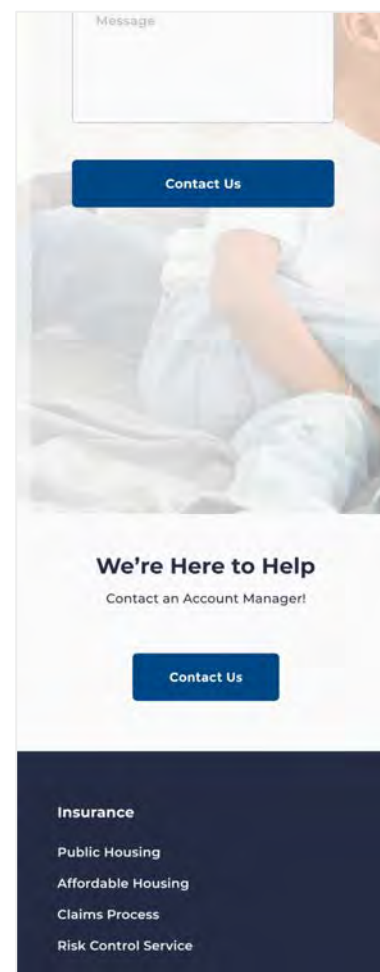 Message
Contact Us
We're Here to Help
Contact an Account Manager!
Contact Us
Insurance
Public Housing
Affordable Housing
Claims Process
Risk Control Service